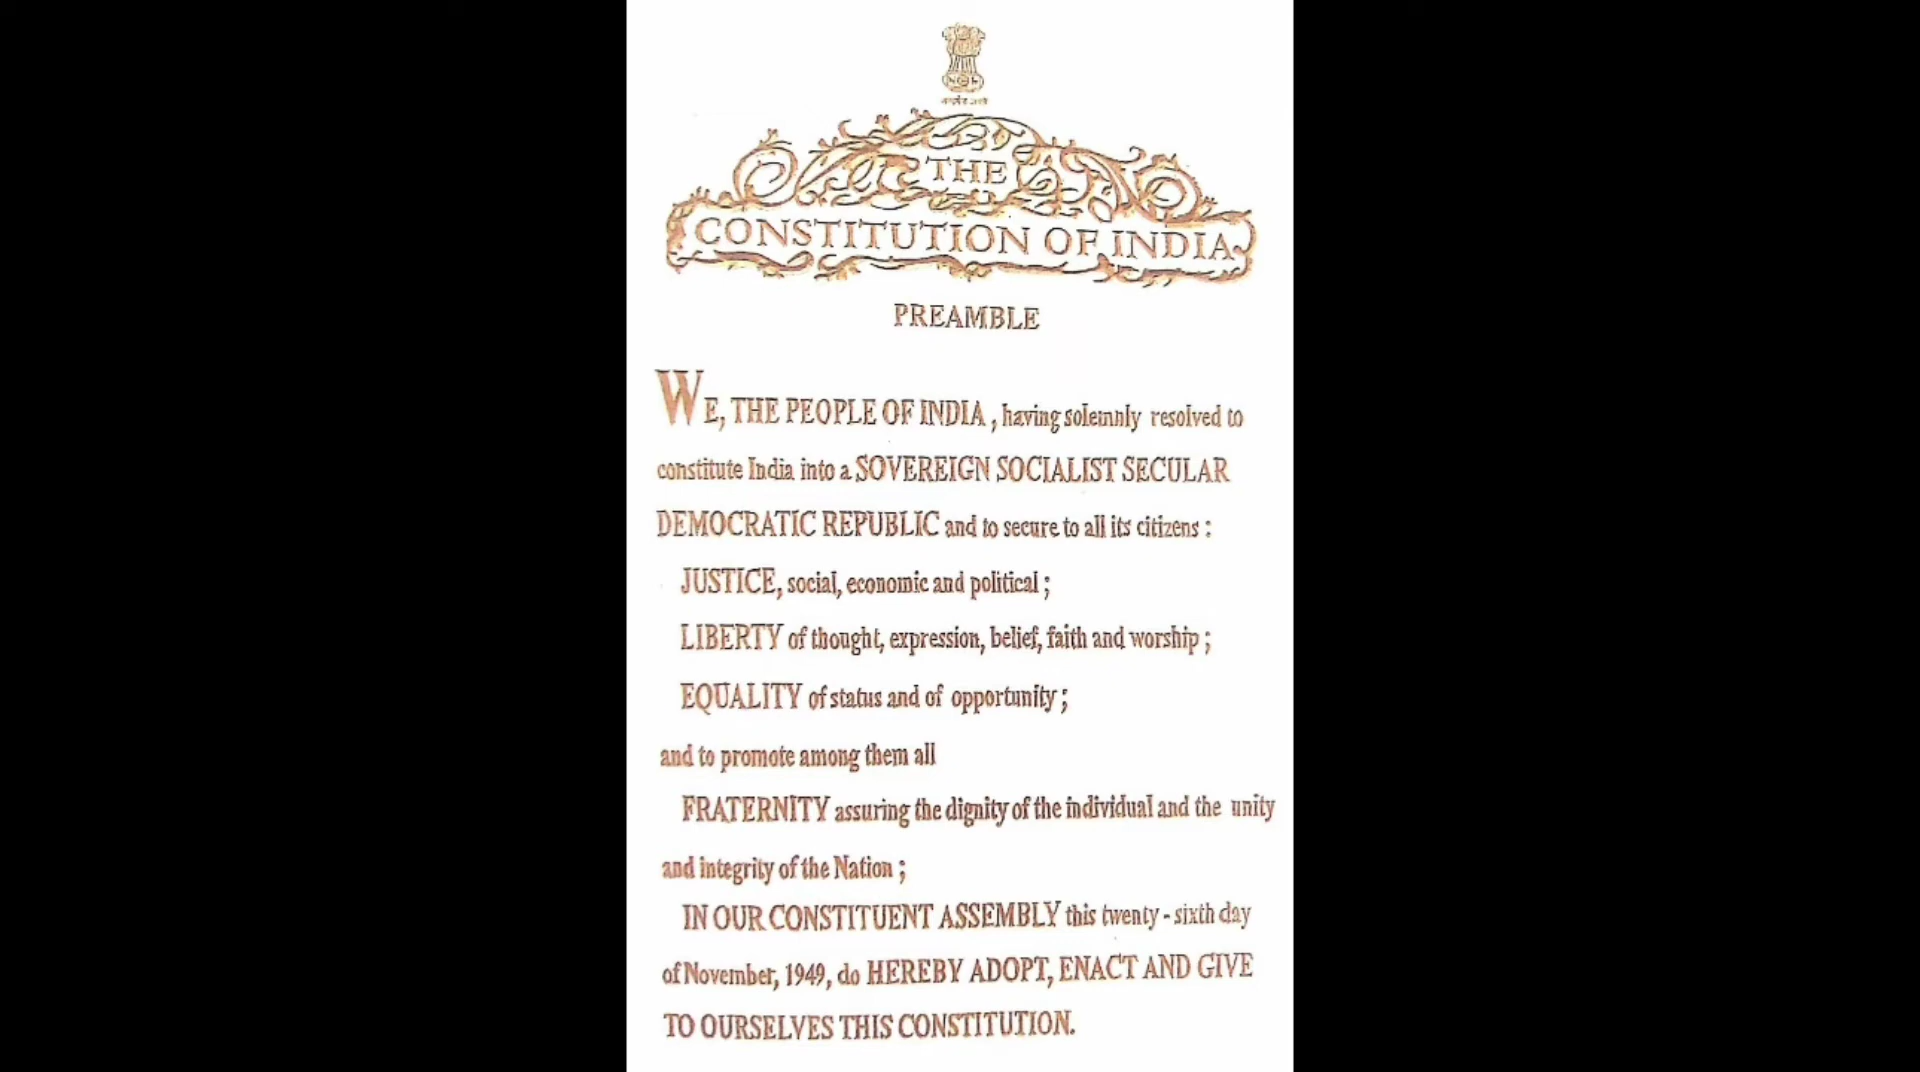 THE
CONSTITUTION OF INDIA
PREAMBLE
WE, THE PEOPLE OF INDIA, having solemnly resolved to
constitute India into a SOVEREIGN SOCIALIST SECULAR
DEMOCRATIC REPUBLIC and to secure to all its citizens :
JUSTICE, social, economic and political ;
LIBERTY of thought, expression, belief, faith and worship ;
EQUALITY of status and of opportunity ;
and to promote among them all
FRATERNITY assuring the dignity of the individual and the unity
and integrity of the Nation ;
IN OUR CONSTITUENT ASSEMBLY this twenty - sixth day
of November, 1949, do HEREBY ADOPT, ENACT AND GIVE
TO OURSELVES THIS CONSTITUTION.